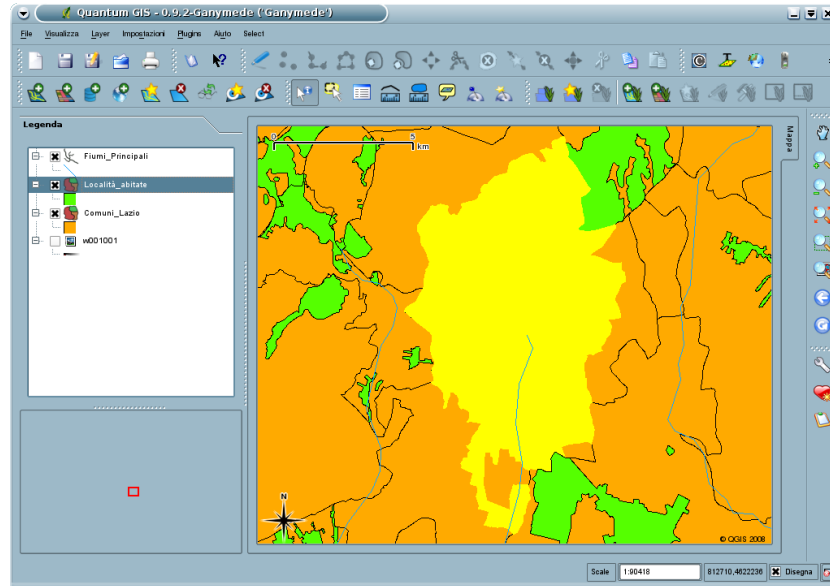 Quantum GIS - 0.9.2-Ganymede ('Ganymede')
File Visualizza Layer Impostazioni Plugins Aiuto Select
Legenda
Fiumi_Principali
Località_abitate
Comuni_Lazio
w001001
0 5
km
Mappa
N
© QGIS 2008
Scale 1:90418 812710,4622236 Disegna